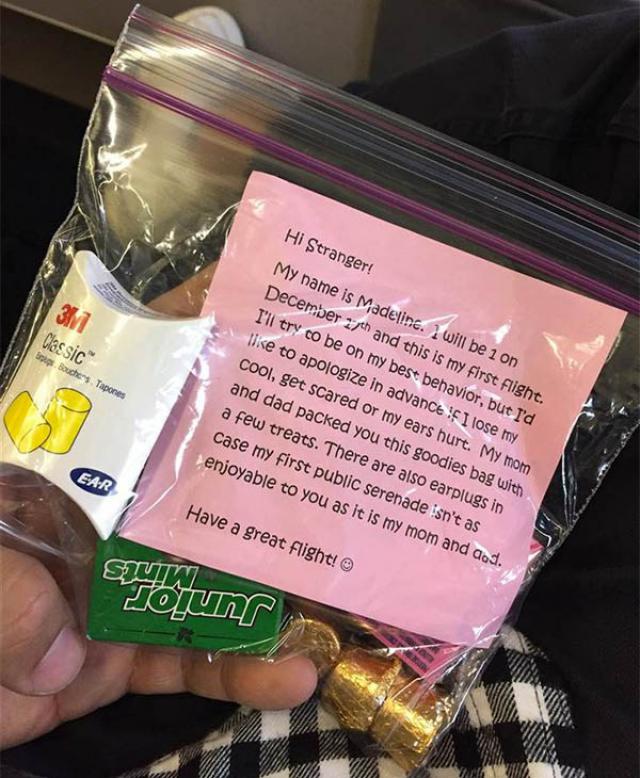 Hi Stranger!
My name is Madeline. I will be 1 on
December and this is my first flight.
I'll try to be on my best behavior, but I'd
like to apologize in advance if I lose my
cool, get scared or my ears hurt. My mom
and dad packed you this goodies bag with
a few treats. There are also earplugs in
case my first public serenade isn't as
enjoyable to you as it is my mom and dad.
Have a great flight! ☺
3M
Classic™
Earplugs . Bouchons . Tapones
E·A·R
Junior
Mints